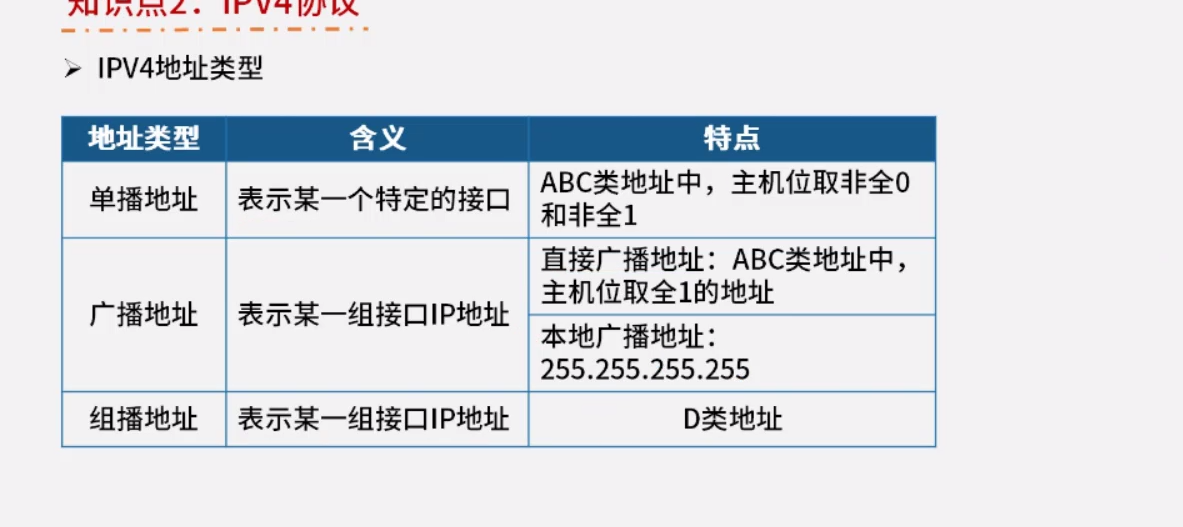 知识点2：IPV4协议
➢ IPV4地址类型
地址类型 含义 特点
单播地址 表示某一个特定的接口 ABC类地址中，主机位取非全0
和非全1
广播地址 表示某一组接口IP地址 直接广播地址：ABC类地址中，
主机位取全1的地址
本地广播地址：
255.255.255.255
组播地址 表示某一组接口IP地址 D类地址